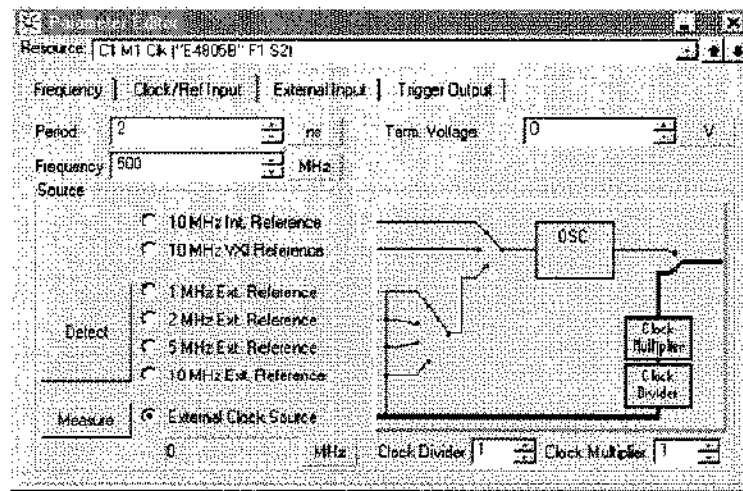 Parameter Editor
Resource: C1 M1 Clk ("E4805B" F1 S2)
Frequency Clock/Ref Input External Input Trigger Output
Period 2 ns Term. Voltage 0 V
Frequency 500 MHz
Source
10 MHz Int. Reference
10 MHz VXI Reference
OSC
1 MHz Ext. Reference
2 MHz Ext. Reference
Detect
5 MHz Ext. Reference
10 MHz Ext. Reference
Clock
Multiplier
Clock
Divider
Measure External Clock Source
0 MHz Clock Divider 1 Clock Multiplier 1